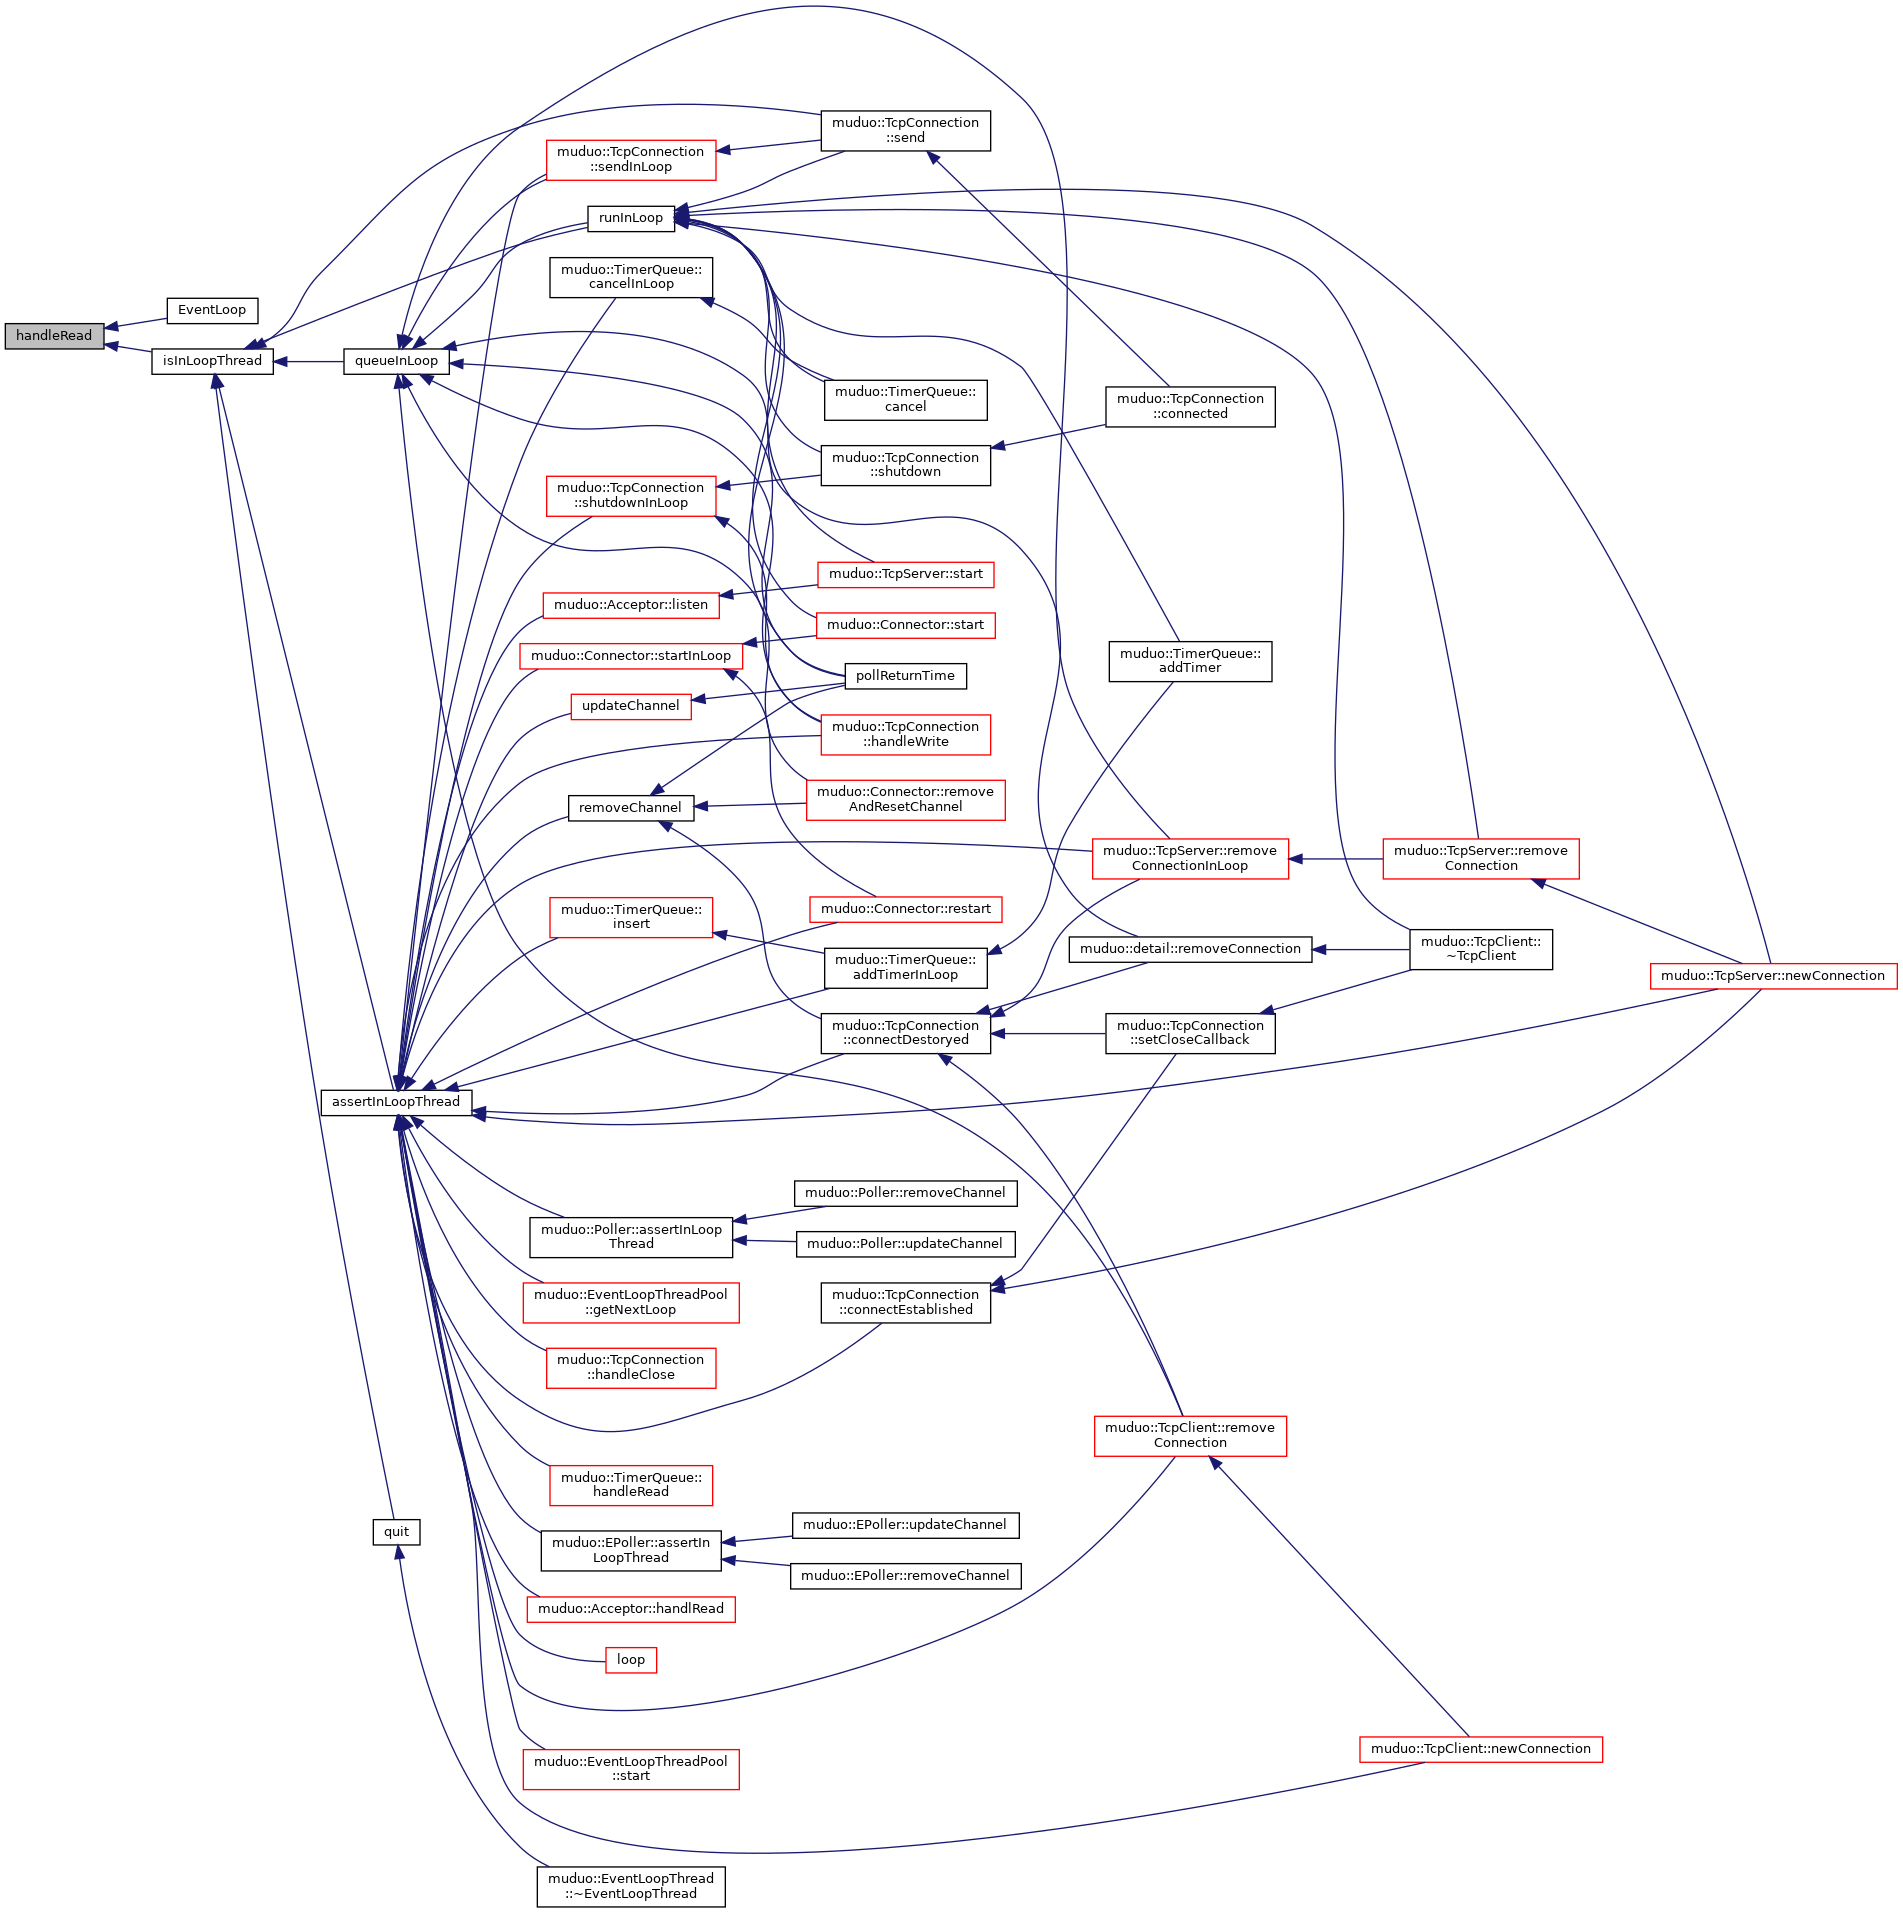 handleRead
EventLoop
isInLoopThread
queueInLoop
muduo::TcpConnection
::sendInLoop
runInLoop
muduo::TimerQueue::
cancelInLoop
muduo::TcpConnection
::shutdownInLoop
muduo::Acceptor::listen
muduo::Connector::startInLoop
updateChannel
removeChannel
muduo::TimerQueue::
insert
assertInLoopThread
muduo::Poller::assertInLoop
Thread
muduo::EventLoopThreadPool
::getNextLoop
muduo::TcpConnection
::handleClose
muduo::TimerQueue::
handleRead
quit
muduo::EPoller::assertIn
LoopThread
muduo::Acceptor::handlRead
loop
muduo::EventLoopThreadPool
::start
muduo::EventLoopThread
::~EventLoopThread
muduo::TcpConnection
::send
muduo::TimerQueue::
cancel
muduo::TcpConnection
::shutdown
muduo::TcpServer::start
muduo::Connector::start
pollReturnTime
muduo::TcpConnection
::handleWrite
muduo::Connector::remove
AndResetChannel
muduo::Connector::restart
muduo::TimerQueue::
addTimerInLoop
muduo::TcpConnection
::connectDestoryed
muduo::Poller::removeChannel
muduo::Poller::updateChannel
muduo::TcpConnection
::connectEstablished
muduo::EPoller::updateChannel
muduo::EPoller::removeChannel
muduo::TcpConnection
::connected
muduo::TimerQueue::
addTimer
muduo::TcpServer::remove
ConnectionInLoop
muduo::detail::removeConnection
muduo::TcpConnection
::setCloseCallback
muduo::TcpClient::remove
Connection
muduo::TcpServer::remove
Connection
muduo::TcpClient::
~TcpClient
muduo::TcpClient::newConnection
muduo::TcpServer::newConnection